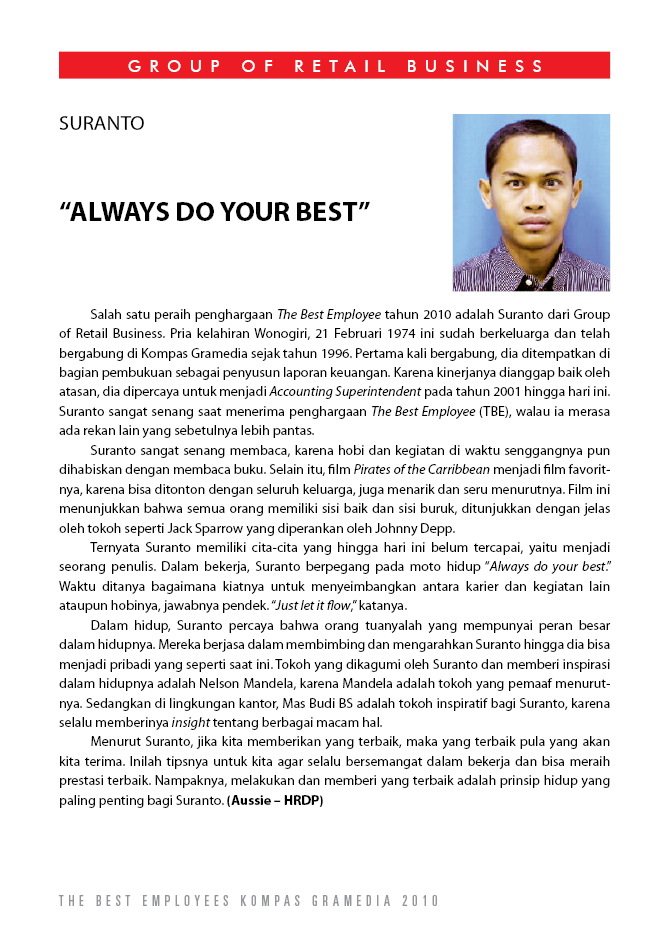 GROUP OF RETAIL BUSINESS
SURANTO
“ALWAYS DO YOUR BEST”
Salah satu peraih penghargaan The Best Employee tahun 2010 adalah Suranto dari Group
of Retail Business. Pria kelahiran Wonogiri, 21 Februari 1974 ini sudah berkeluarga dan telah
bergabung di Kompas Gramedia sejak tahun 1996. Pertama kali bergabung, dia ditempatkan di
bagian pembukuan sebagai penyusun laporan keuangan. Karena kinerjanya dianggap baik oleh
atasan, dia dipercaya untuk menjadi Accounting Superintendent pada tahun 2001 hingga hari ini.
Suranto sangat senang saat menerima penghargaan The Best Employee (TBE), walau ia merasa
ada rekan lain yang sebetulnya lebih pantas.
Suranto sangat senang membaca, karena hobi dan kegiatan di waktu senggangnya pun
dihabiskan dengan membaca buku. Selain itu, film Pirates of the Carribbean menjadi film favorit-
nya, karena bisa ditonton dengan seluruh keluarga, juga menarik dan seru menurutnya. Film ini
menunjukkan bahwa semua orang memiliki sisi baik dan sisi buruk, ditunjukkan dengan jelas
oleh tokoh seperti Jack Sparrow yang diperankan oleh Johnny Depp.
Ternyata Suranto memiliki cita-cita yang hingga hari ini belum tercapai, yaitu menjadi
seorang penulis. Dalam bekerja, Suranto berpegang pada moto hidup “Always do your best.”
Waktu ditanya bagaimana kiatnya untuk menyeimbangkan antara karier dan kegiatan lain
ataupun hobinya, jawabnya pendek. “Just let it flow,” katanya.
Dalam hidup, Suranto percaya bahwa orang tuanyalah yang mempunyai peran besar
dalam hidupnya. Mereka berjasa dalam membimbing dan mengarahkan Suranto hingga dia bisa
menjadi pribadi yang seperti saat ini. Tokoh yang dikagumi oleh Suranto dan memberi inspirasi
dalam hidupnya adalah Nelson Mandela, karena Mandela adalah tokoh yang pemaaf menurut-
nya. Sedangkan di lingkungan kantor, Mas Budi BS adalah tokoh inspiratif bagi Suranto, karena
selalu memberinya insight tentang berbagai macam hal.
Menurut Suranto, jika kita memberikan yang terbaik, maka yang terbaik pula yang akan
kita terima. Inilah tipsnya untuk kita agar selalu bersemangat dalam bekerja dan bisa meraih
prestasi terbaik. Nampaknya, melakukan dan memberi yang terbaik adalah prinsip hidup yang
paling penting bagi Suranto. (Aussie – HRDP)
THE BEST EMPLOYEES KOMPAS GRAMEDIA 2010